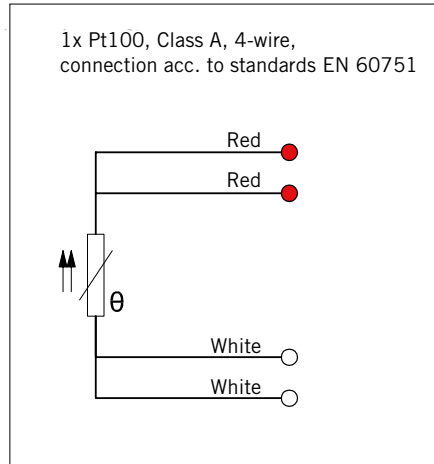 1x Pt100, Class A, 4-wire,
connection acc. to standards EN 60751
Red
Red
θ
White
White